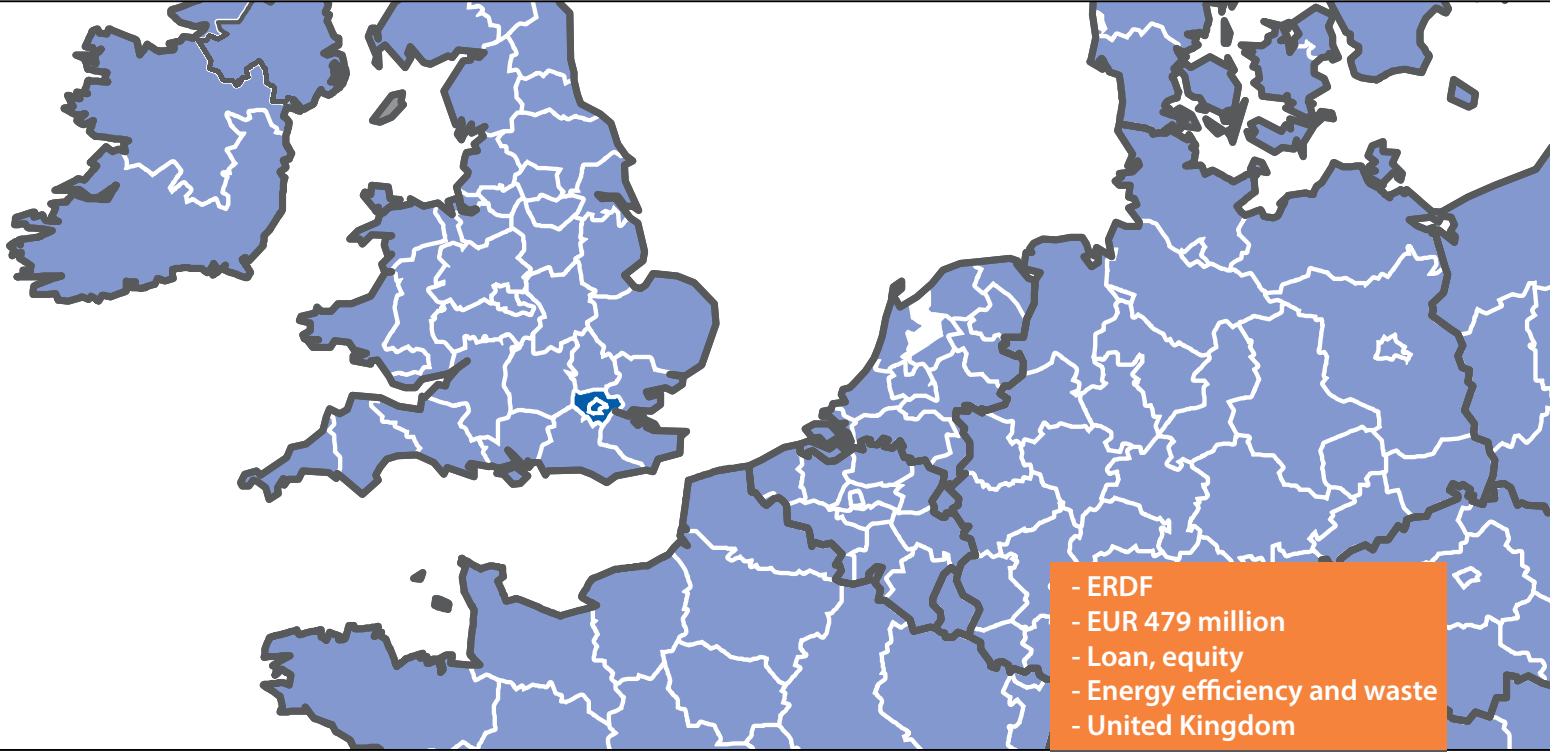 - ERDF
- EUR 479 million
- Loan, equity
- Energy efficiency and waste
- United Kingdom